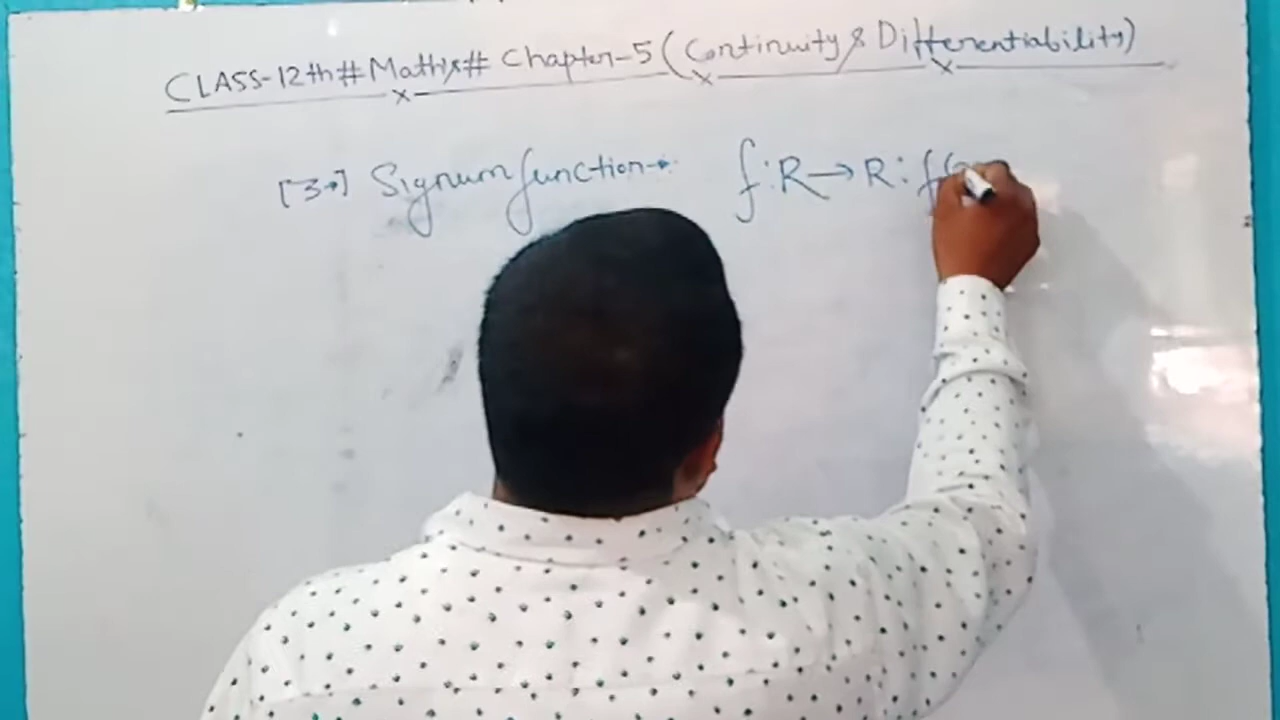 CLASS-12th # Maths # Chapter-5 (Continuity & Differentiability)
[3→] Signum function→ f:R→R: f(